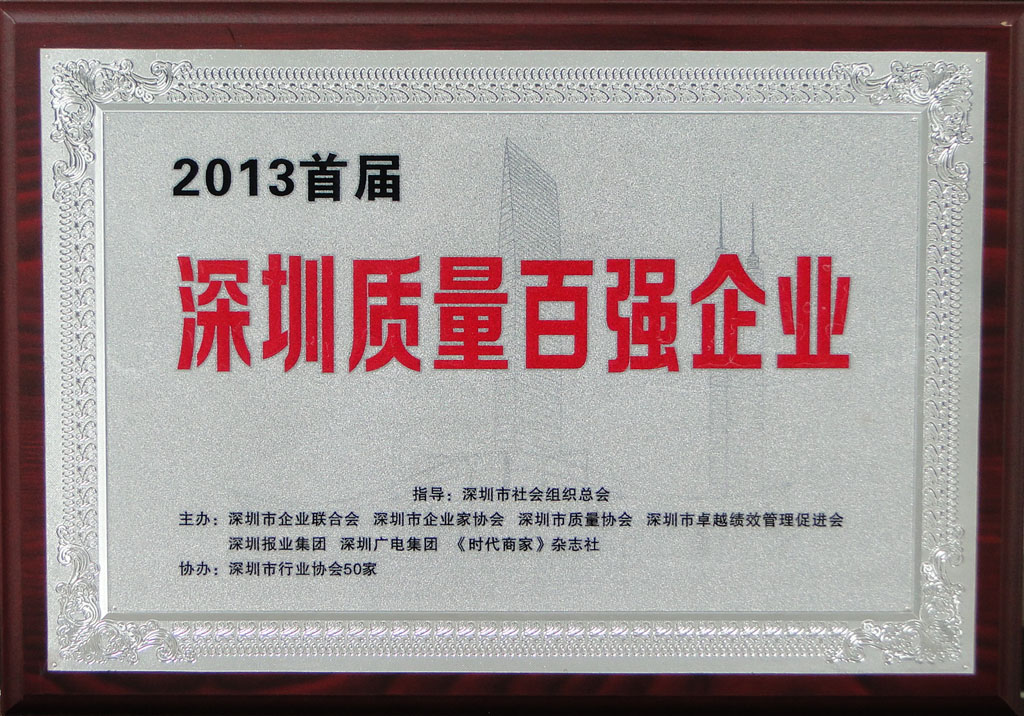 2013首届
深圳质量百强企业
指导：深圳市社会组织总会
主办：深圳市企业联合会 深圳市企业家协会 深圳市质量协会 深圳市卓越绩效管理促进会
深圳报业集团 深圳广电集团 《时代商家》杂志社
协办：深圳市行业协会50家